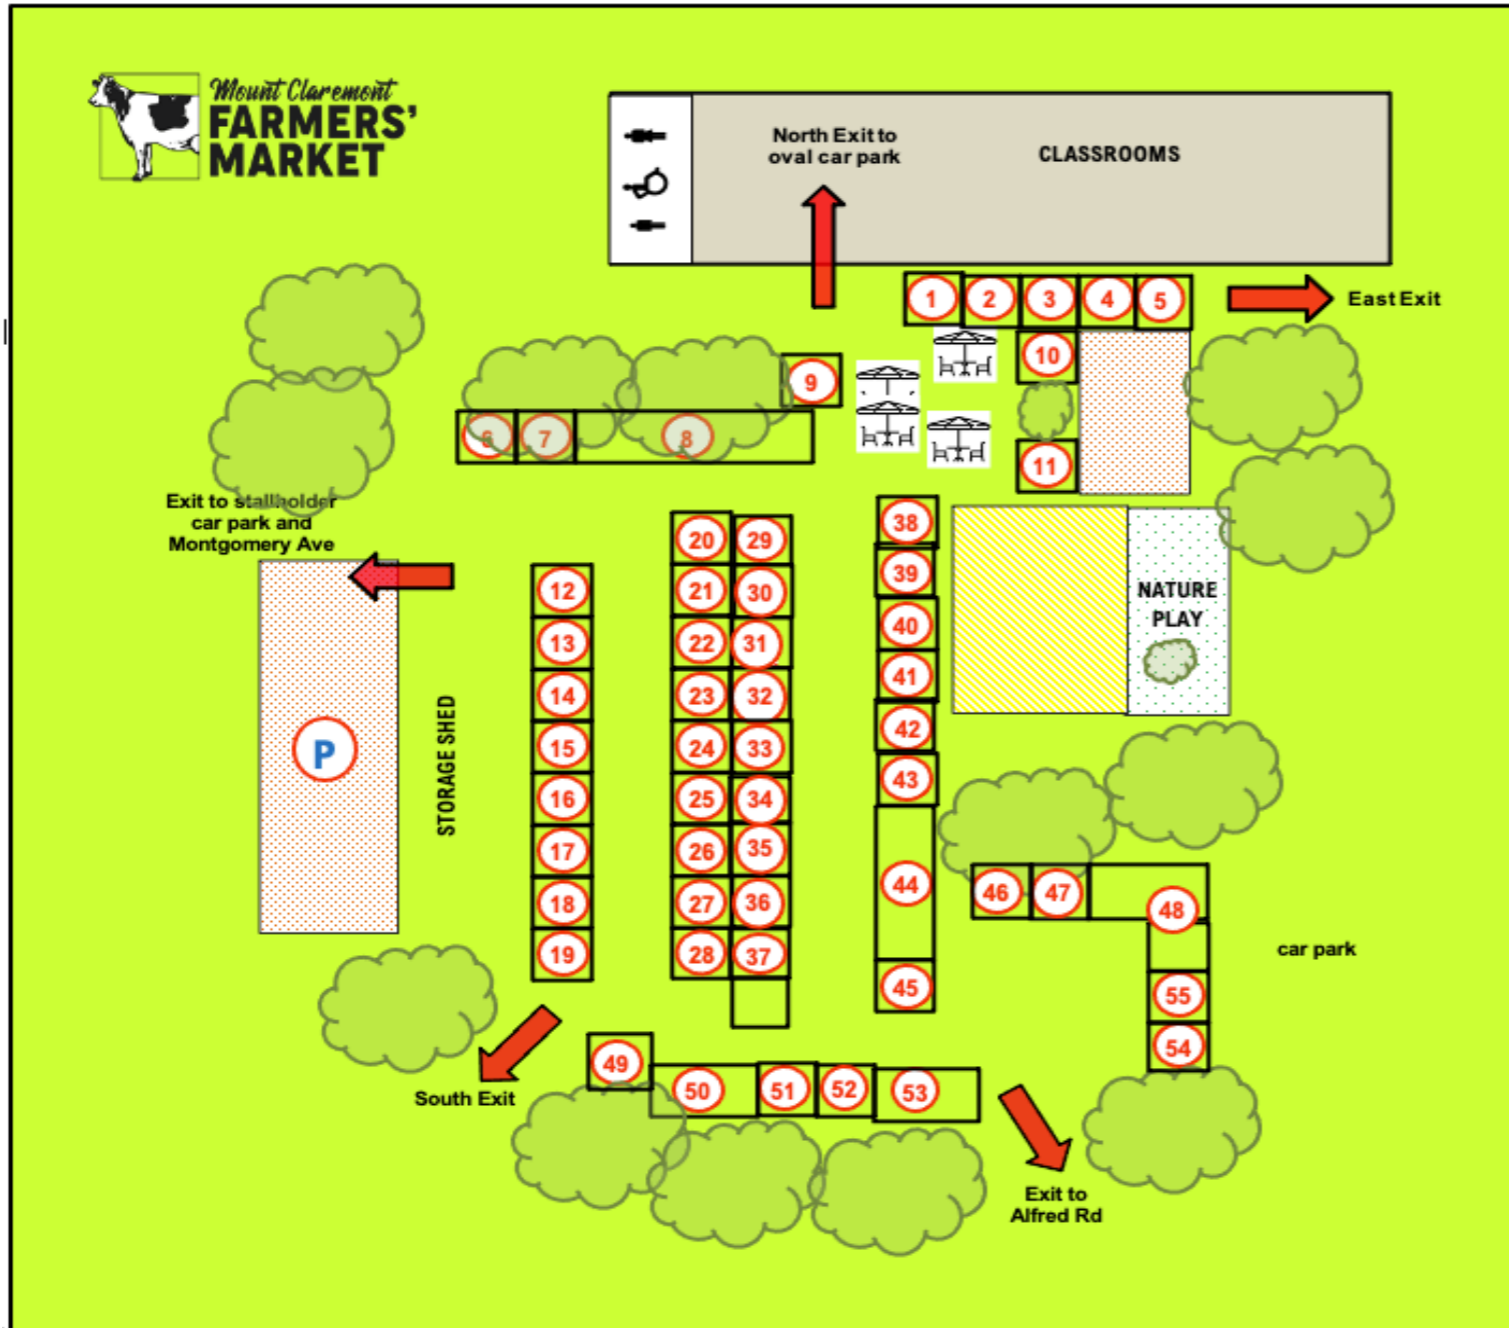 Mount Claremont
FARMERS'
MARKET
North Exit to
oval car park
CLASSROOMS
1 2 3 4 5
East Exit
10
9
6 7 8
11
Exit to stallholder
car park and
Montgomery Ave
38
39
40
41
42
43
44
45
20 29
21 30
22 31
23 32
24 33
25 34
26 35
27 36
28 37
12
13
14
15
16
17
18
19
NATURE
PLAY
P
STORAGE SHED
46 47 48
car park
55
54
49
50 51 52 53
South Exit
Exit to
Alfred Rd